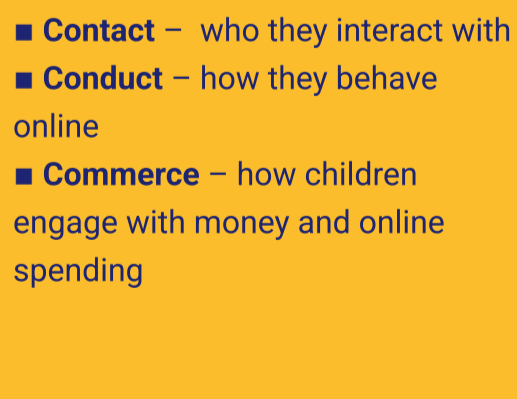 ■ Contact –  who they interact with
■ Conduct – how they behave
online
■ Commerce – how children
engage with money and online
spending